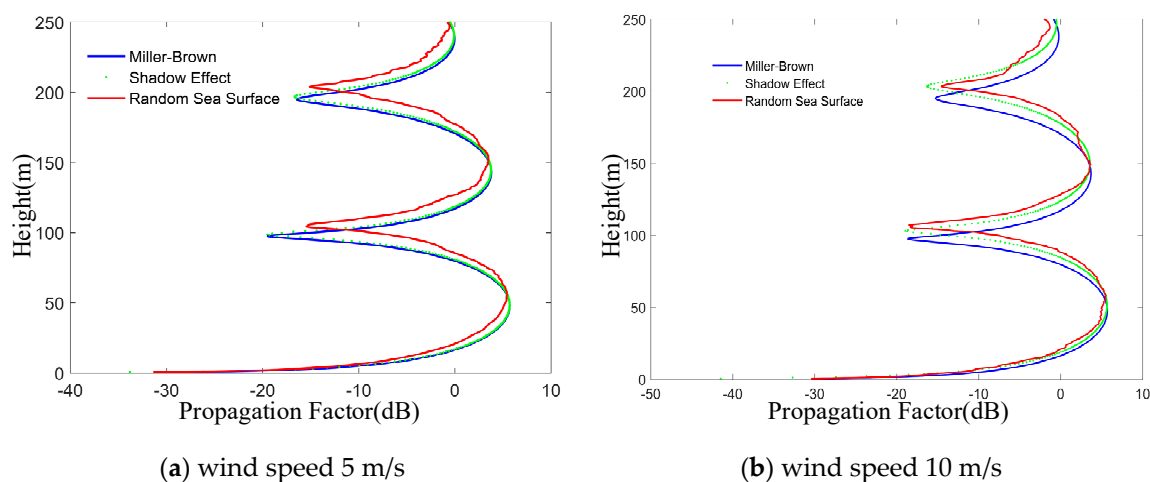 250
200
150
100
50
0
Height(m)
Miller-Brown
Shadow Effect
Random Sea Surface
-40 -30 -20 -10 0 10
Propagation Factor(dB)
(a) wind speed 5 m/s
250
200
150
100
50
0
Height(m)
Miller-Brown
Shadow Effect
Random Sea Surface
-50 -40 -30 -20 -10 0 10
Propagation Factor(dB)
(b) wind speed 10 m/s